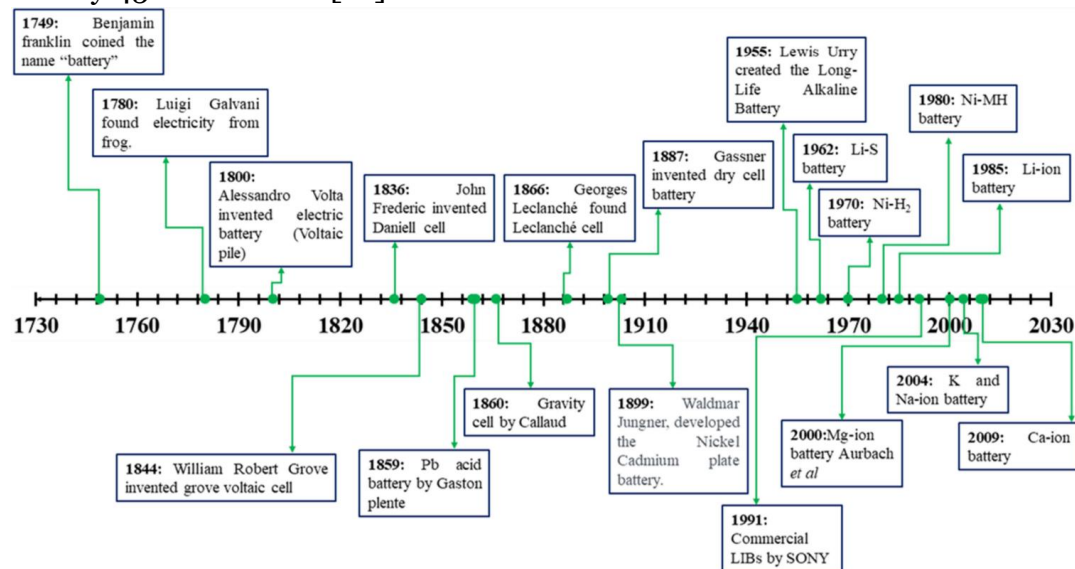 1749: Benjamin
franklin coined the
name “battery”
1780: Luigi Galvani
found electricity from
frog.
1800:
Alessandro Volta
invented electric
battery (Voltaic
pile)
1836: John
Frederic invented
Daniell cell
1866: Georges
Leclanché found
Leclanché cell
1887: Gassner
invented dry cell
battery
1955: Lewis Urry
created the Long-
Life Alkaline
Battery
1962: Li-S
battery
1970: Ni-H₂
battery
1980: Ni-MH
battery
1985: Li-ion
battery
1730 1760 1790 1820 1850 1880 1910 1940 1970 2000 2030
1844: William Robert Grove
invented grove voltaic cell
1859: Pb acid
battery by Gaston
plente
1860: Gravity
cell by Callaud
1899: Waldmar
Jungner, developed
the Nickel
Cadmium plate
battery.
1991:
Commercial
LIBs by SONY
2000:Mg-ion
battery Aurbach
et al
2004: K and
Na-ion battery
2009: Ca-ion
battery